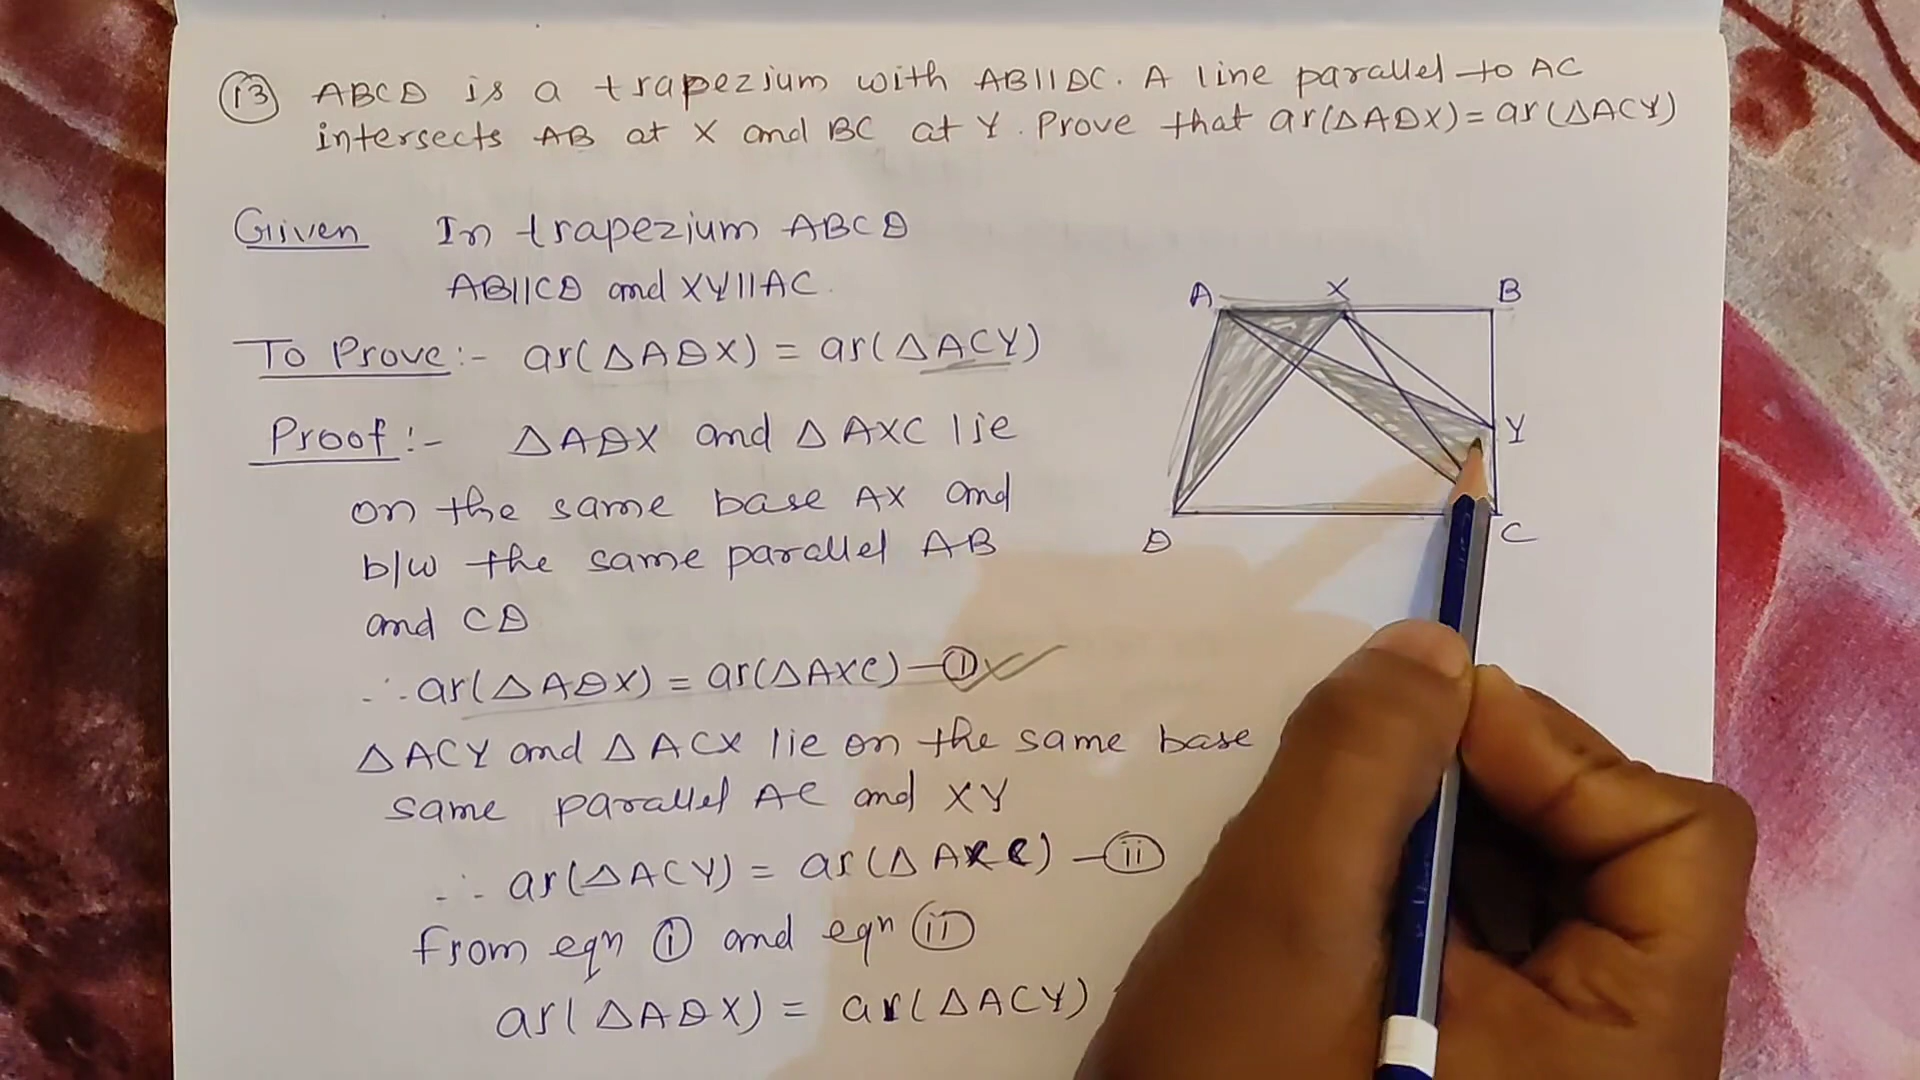 13 ABCD is a trapezium with AB||DC. A line parallel to AC
intersects AB at X and BC at Y. Prove that ar(△ADX) = ar(△ACY)
Given In trapezium ABCD
AB||CD and XY||AC.
To Prove:- ar(△ADX) = ar(△ACY)
Proof:- △ADX and △AXC lie
on the same base AX and
b/w the same parallel AB
and CD
∴ ar(△ADX) = ar(△AXC) — (i)
△ACY and △ACX lie on the same base
same parallel AC and XY
∴ ar(△ACY) = ar(△AXC) — (ii)
from eqn (i) and eqn (ii)
ar(△ADX) = ar(△ACY)
A X B
Y
D C